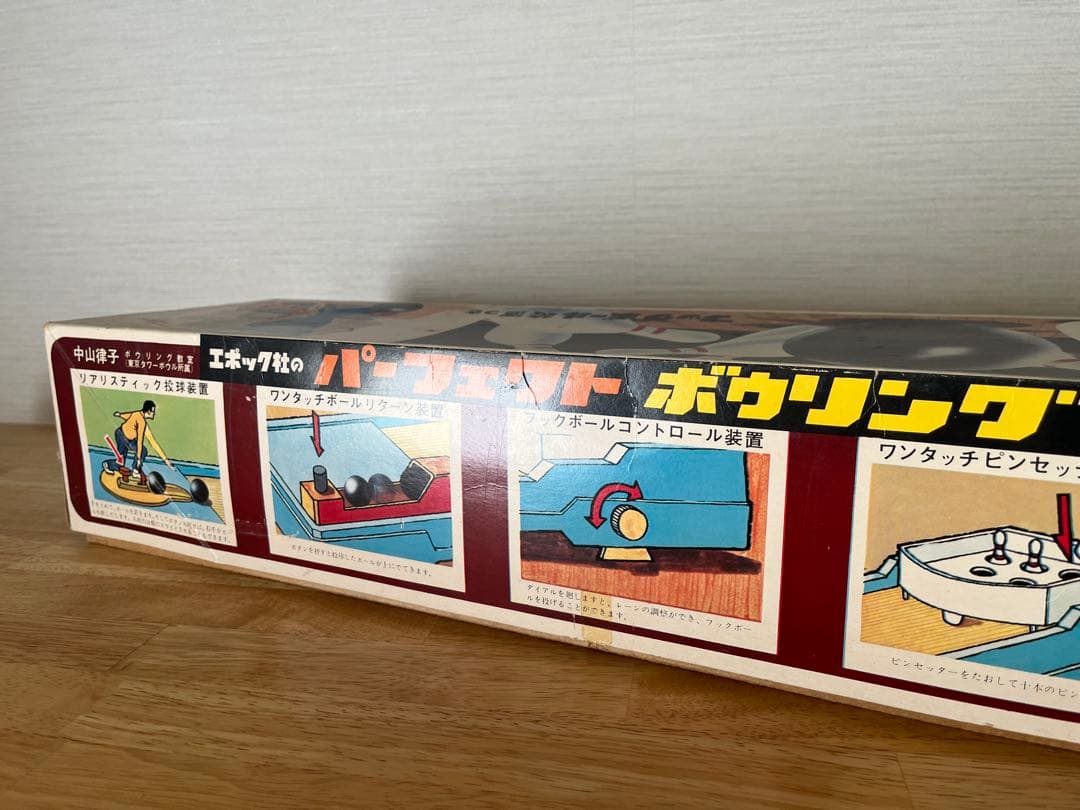 中山律子 ボウリング教室
(東京タワーボウル所属)
エポック社の パーフェクト ボウリング
リアリスティック投球装置
ワンタッチボールリターン装置
ボタンを押すと投球したボールが上にでてきます。
フックボールコントロール装置
ダイアルを廻しますと、レーンの調整ができ、フックボー
ルを投げることができます。
ワンタッチピンセッ
ピンセッターをたおして十本のピン